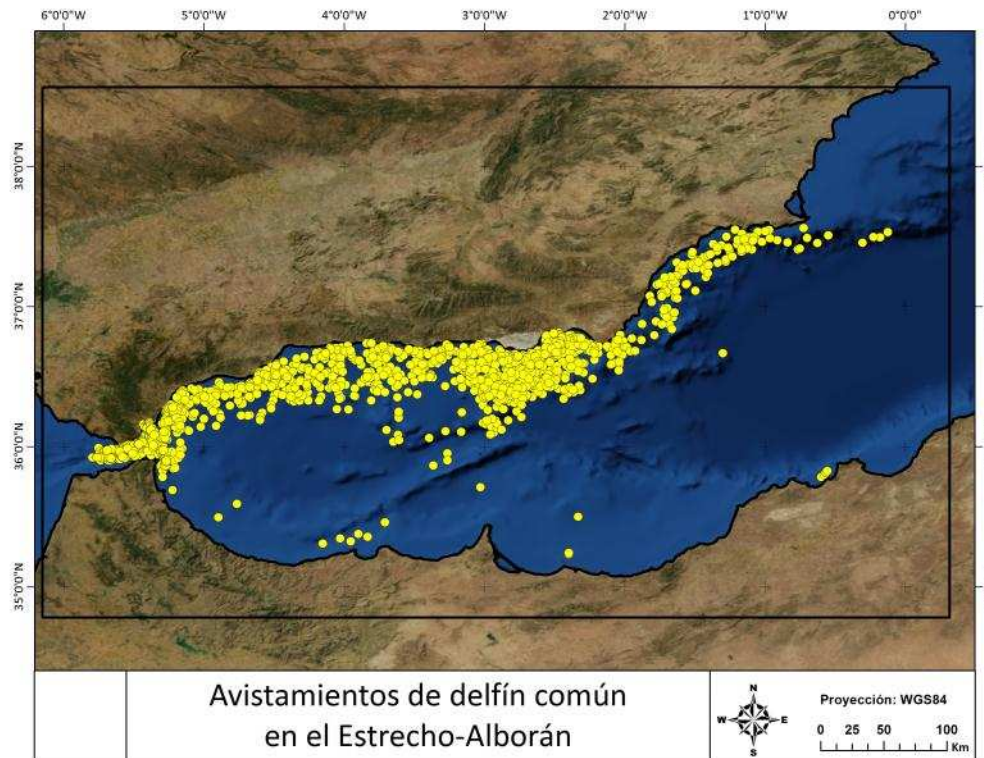 6°0'0"W 5°0'0"W 4°0'0"W 3°0'0"W 2°0'0"W 1°0'0"W 0°0'0"
38°0'0"N
37°0'0"N
36°0'0"N
35°0'0"N
Avistamientos de delfín común
en el Estrecho-Alborán
N
W E
S
Proyección: WGS84
0 25 50 100
Km